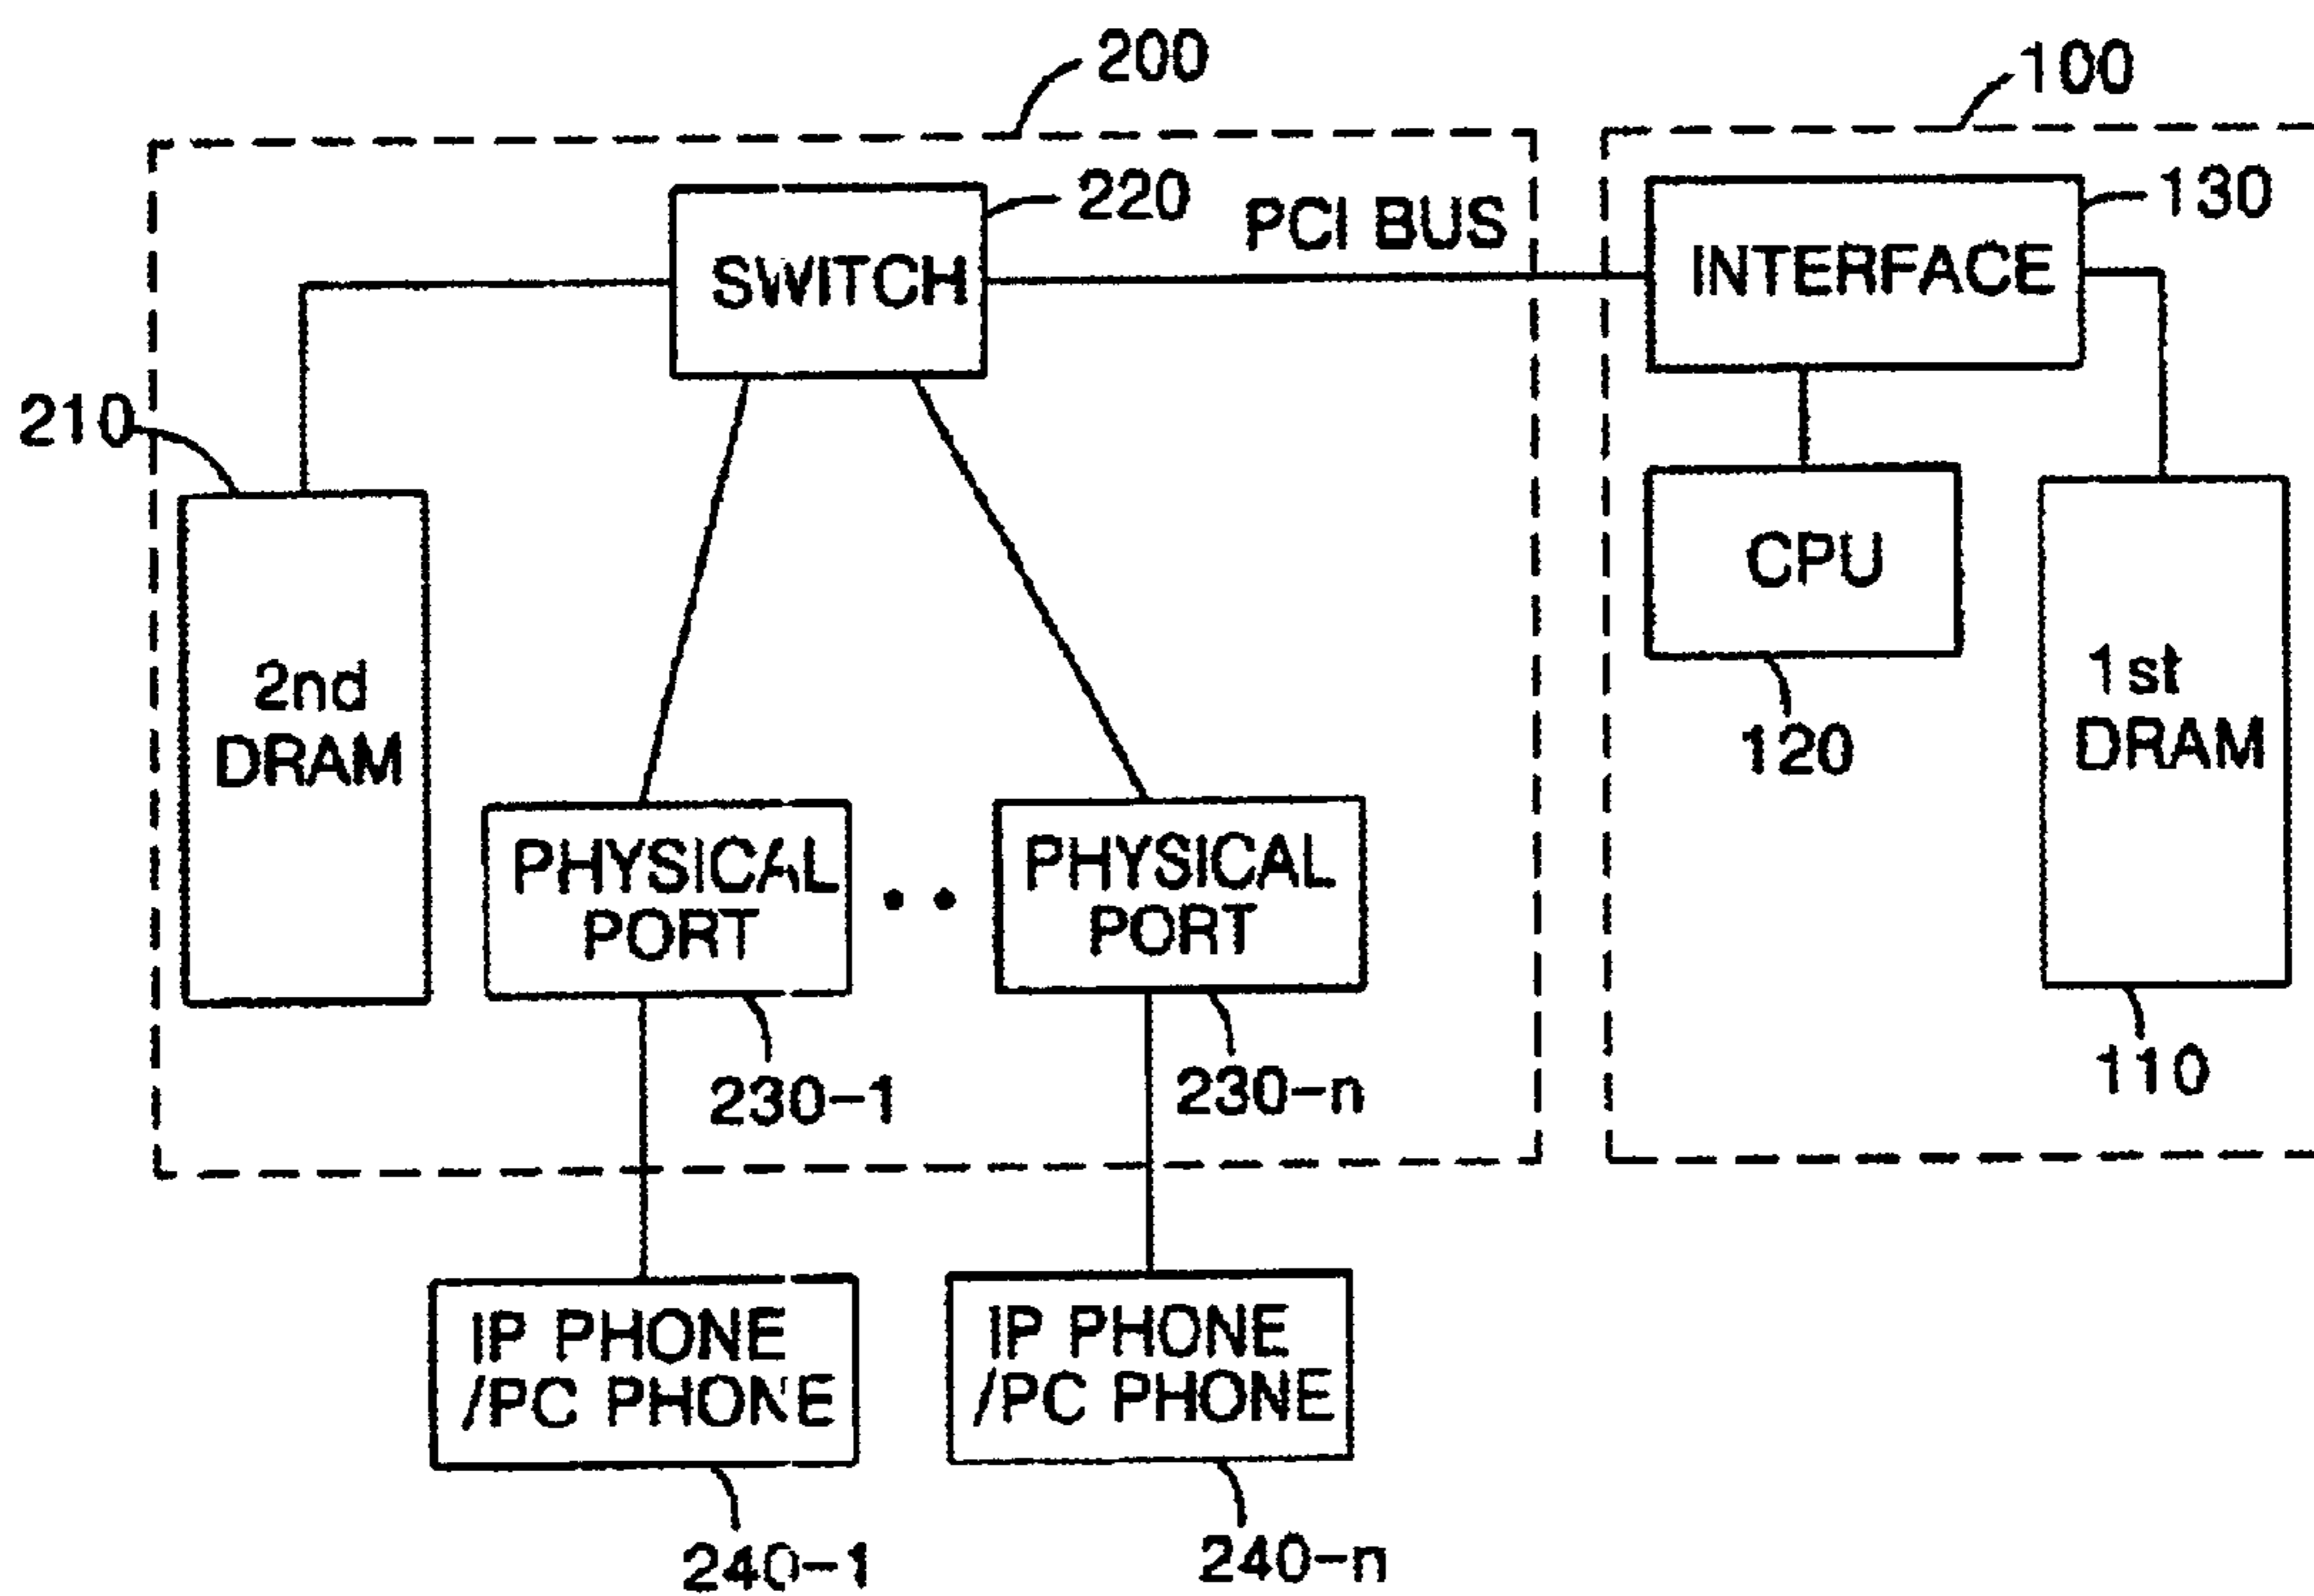 200
100
220
PCI BUS
130
SWITCH
INTERFACE
210
CPU
2nd
DRAM
1st
DRAM
120
PHYSICAL
PORT
PHYSICAL
PORT
230-1
230-n
110
IP PHONE
/PC PHONE
IP PHONE
/PC PHONE
240-1
240-n